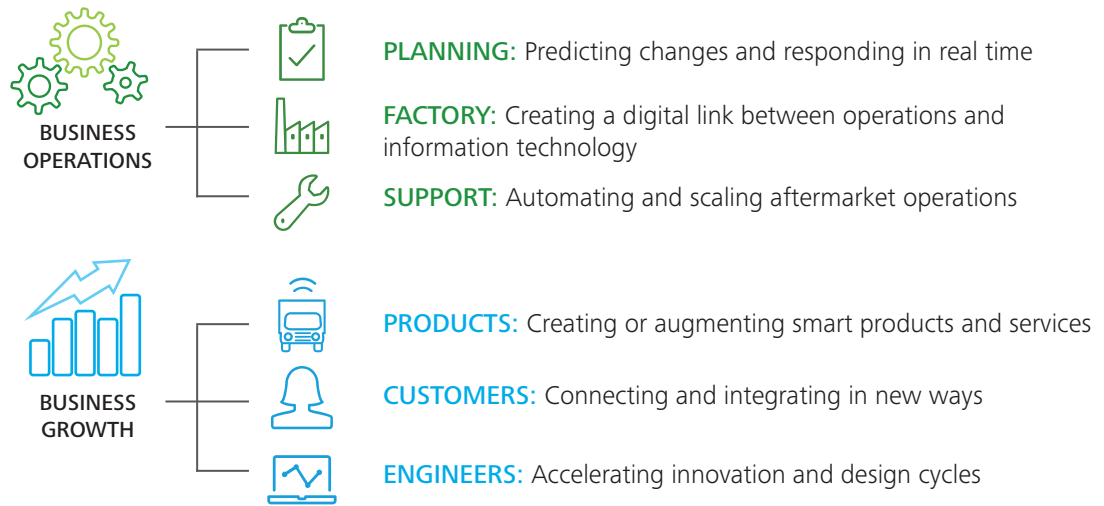 BUSINESS
OPERATIONS
PLANNING: Predicting changes and responding in real time
FACTORY: Creating a digital link between operations and
information technology
SUPPORT: Automating and scaling aftermarket operations
BUSINESS
GROWTH
PRODUCTS: Creating or augmenting smart products and services
CUSTOMERS: Connecting and integrating in new ways
ENGINEERS: Accelerating innovation and design cycles